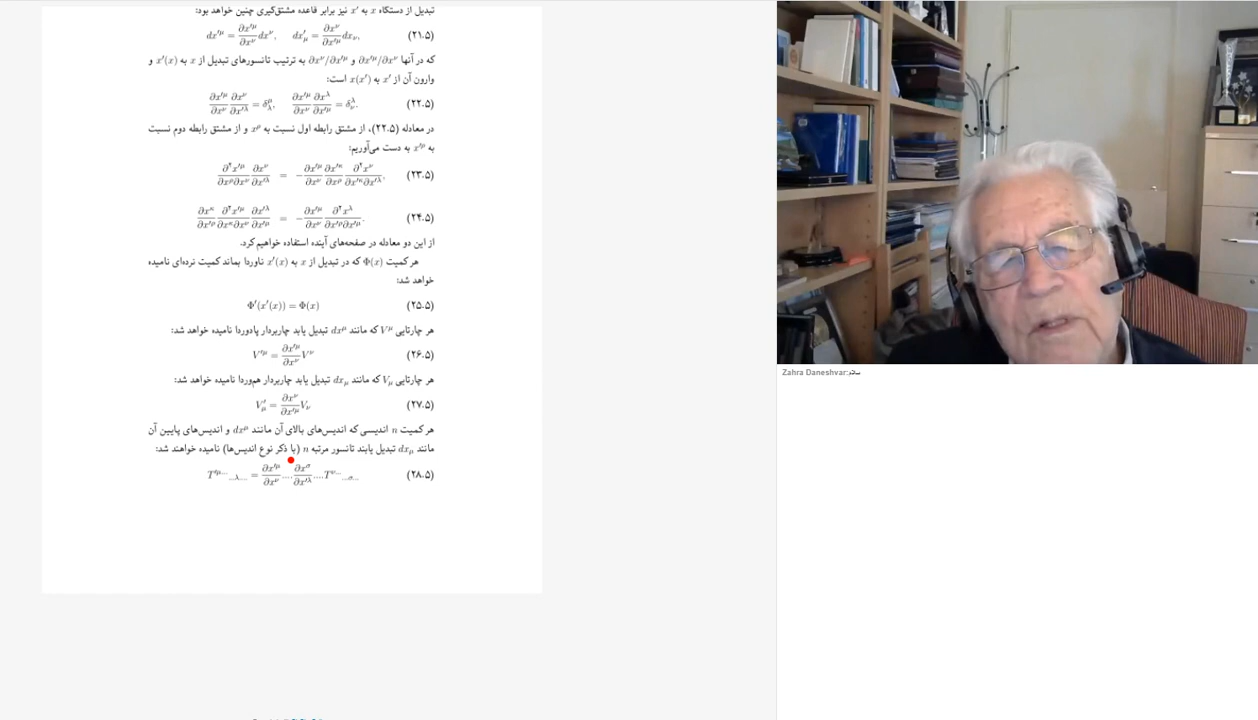 تبدیل از دستگاه x به x′ نیز برابر قاعده مشتق‌گیری چنین خواهد بود:
dx′^μ = ∂x′^μ/∂x^ν dx^ν, dx′_μ = ∂x^ν/∂x′^μ dx_ν, (۲۱.۵)
که در آنها ∂x′^μ/∂x^ν و ∂x^ν/∂x′^μ به ترتیب تانسورهای تبدیل از x به x′(x) و
وارون آن از x′ به x(x′) است:
∂x′^μ/∂x^ν ∂x^ν/∂x′^λ = δ^μ_λ, ∂x′^μ/∂x^ν ∂x^λ/∂x′^μ = δ^λ_ν. (۲۲.۵)
در معادله (۲۲.۵)، از مشتق رابطه اول نسبت به x^ρ و از مشتق رابطه دوم نسبت
به x′^ρ به دست می‌آوریم:
∂^۲x′^μ/∂x^ρ∂x^ν ∂x^ν/∂x′^λ = −∂x′^μ/∂x^ν ∂x′^κ/∂x^ρ ∂^۲x^ν/∂x′^κ∂x′^λ. (۲۳.۵)
∂x^κ/∂x′^ρ ∂^۲x′^μ/∂x^κ∂x^ν ∂x^λ/∂x′^μ = −∂x′^μ/∂x^ν ∂^۲x^λ/∂x′^ρ∂x′^μ. (۲۴.۵)
از این دو معادله در صفحه‌های آینده استفاده خواهیم کرد.
هر کمیت Φ(x) که در تبدیل از x به x′(x) ناوردا بماند کمیت نرده‌ای نامیده
خواهد شد:
Φ′(x′(x)) = Φ(x) (۲۵.۵)
هر چارتایی V^μ که مانند dx^μ تبدیل یابد چاربردار پادوردا نامیده خواهد شد:
V′^μ = ∂x′^μ/∂x^ν V^ν (۲۶.۵)
هر چارتایی V_μ که مانند dx_μ تبدیل یابد چاربردار هم‌وردا نامیده خواهد شد:
V′_μ = ∂x^ν/∂x′^μ V_ν (۲۷.۵)
هر کمیت n اندیسی که اندیس‌های بالای آن مانند dx^μ و اندیس‌های پایین آن
مانند dx_μ تبدیل یابند تانسور مرتبه n (با ذکر نوع اندیس‌ها) نامیده خواهند شد:
T′^μ... _...λ... = ∂x′^μ/∂x^ν .... ∂x^σ/∂x′^λ .... T^ν... _...σ... (۲۸.۵)
Zahra Daneshvar:سلام